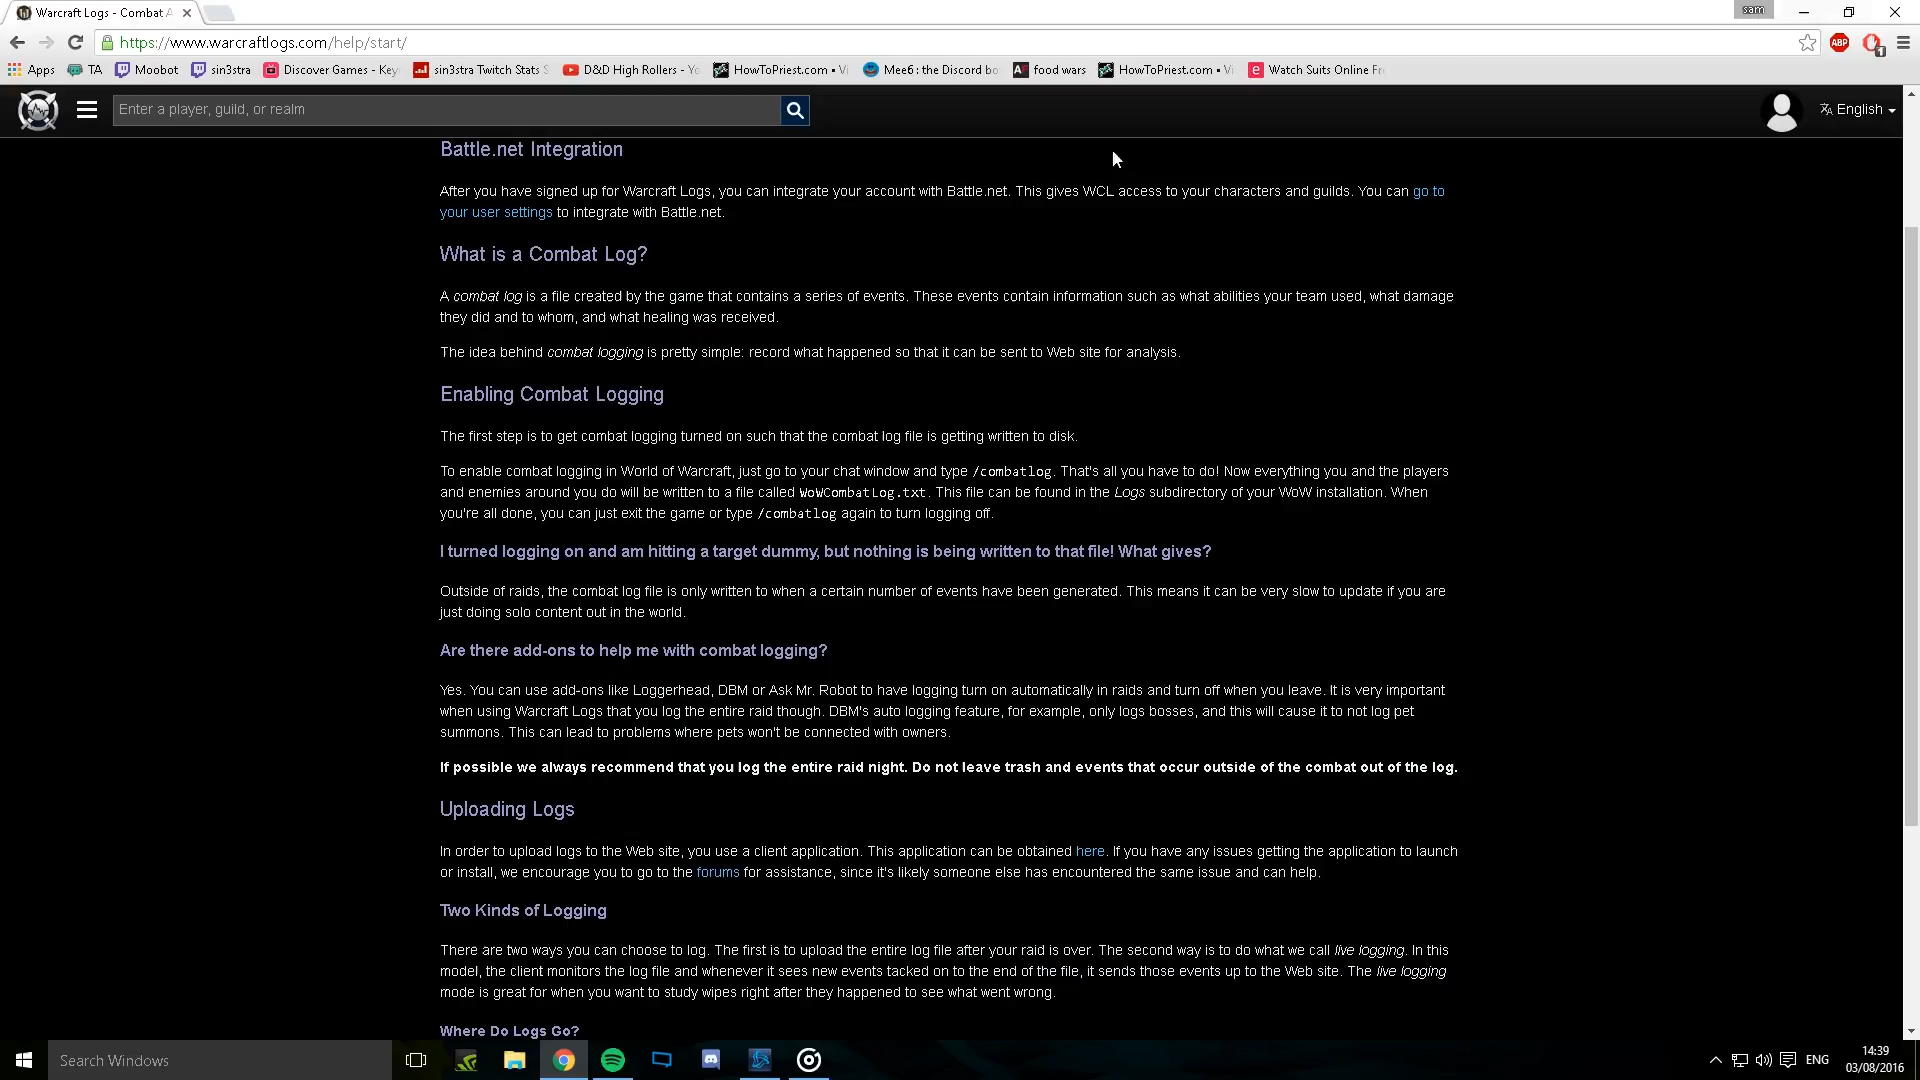 Warcraft Logs - Combat A
sam
https://www.warcraftlogs.com/help/start/
ABP
1
Apps
TA
Moobot
sin3stra
Discover Games - Key
sin3stra Twitch Stats S
D&D High Rollers - Yo
HowToPriest.com • Vi
Mee6 : the Discord bo
food wars
HowToPriest.com • Vi
Watch Suits Online Fr
Enter a player, guild, or realm
English
Battle.net Integration
After you have signed up for Warcraft Logs, you can integrate your account with Battle.net. This gives WCL access to your characters and guilds. You can go to
your user settings to integrate with Battle.net.
What is a Combat Log?
A combat log is a file created by the game that contains a series of events. These events contain information such as what abilities your team used, what damage
they did and to whom, and what healing was received.
The idea behind combat logging is pretty simple: record what happened so that it can be sent to Web site for analysis.
Enabling Combat Logging
The first step is to get combat logging turned on such that the combat log file is getting written to disk.
To enable combat logging in World of Warcraft, just go to your chat window and type /combatlog. That's all you have to do! Now everything you and the players
and enemies around you do will be written to a file called WoWCombatLog.txt. This file can be found in the Logs subdirectory of your WoW installation. When
you're all done, you can just exit the game or type /combatlog again to turn logging off.
I turned logging on and am hitting a target dummy, but nothing is being written to that file! What gives?
Outside of raids, the combat log file is only written to when a certain number of events have been generated. This means it can be very slow to update if you are
just doing solo content out in the world.
Are there add-ons to help me with combat logging?
Yes. You can use add-ons like Loggerhead, DBM or Ask Mr. Robot to have logging turn on automatically in raids and turn off when you leave. It is very important
when using Warcraft Logs that you log the entire raid though. DBM's auto logging feature, for example, only logs bosses, and this will cause it to not log pet
summons. This can lead to problems where pets won't be connected with owners.
If possible we always recommend that you log the entire raid night. Do not leave trash and events that occur outside of the combat out of the log.
Uploading Logs
In order to upload logs to the Web site, you use a client application. This application can be obtained here. If you have any issues getting the application to launch
or install, we encourage you to go to the forums for assistance, since it's likely someone else has encountered the same issue and can help.
Two Kinds of Logging
There are two ways you can choose to log. The first is to upload the entire log file after your raid is over. The second way is to do what we call live logging. In this
model, the client monitors the log file and whenever it sees new events tacked on to the end of the file, it sends those events up to the Web site. The live logging
mode is great for when you want to study wipes right after they happened to see what went wrong.
Where Do Logs Go?
Search Windows
ENG
14:39
03/08/2016